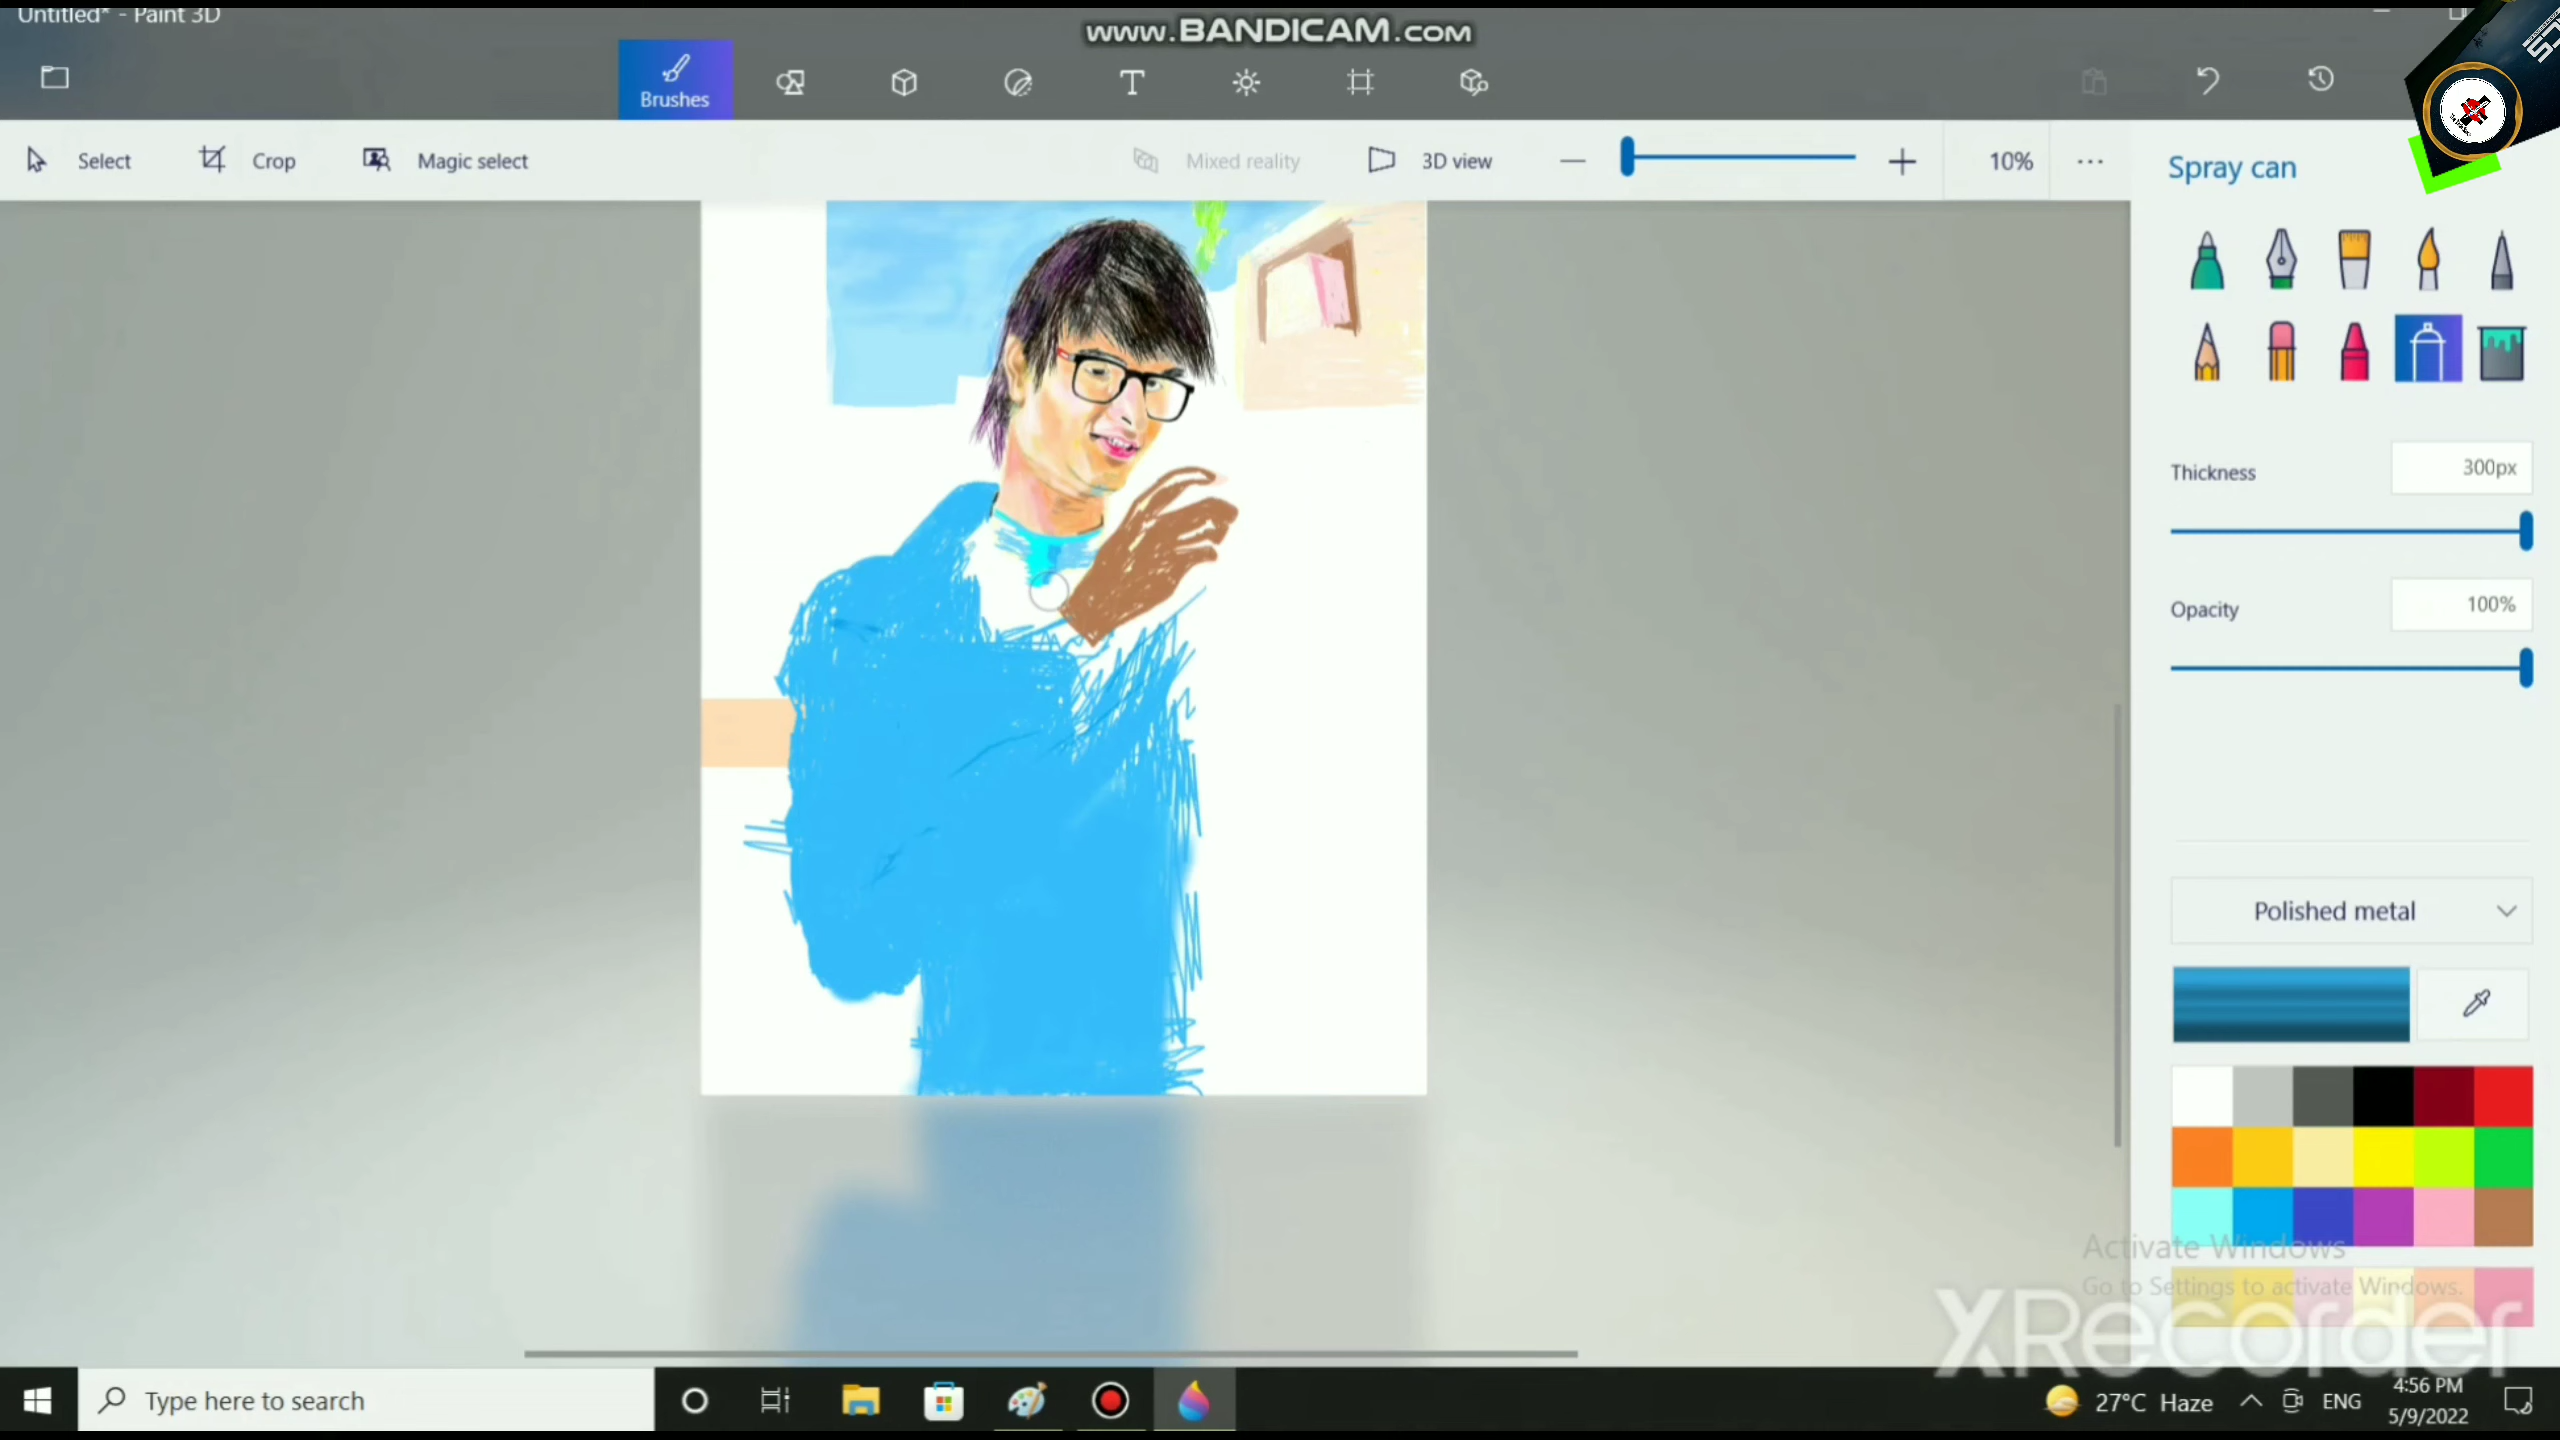 Untitled* - Paint 3D
www.BANDICAM.com
Brushes
Select
Crop
Magic select
Mixed reality
3D view
10%
Spray can
Thickness
300px
Opacity
100%
Polished metal
Activate Windows
Go to Settings to activate Windows.
XRecorder
Type here to search
27°C Haze
ENG
4:56 PM
5/9/2022